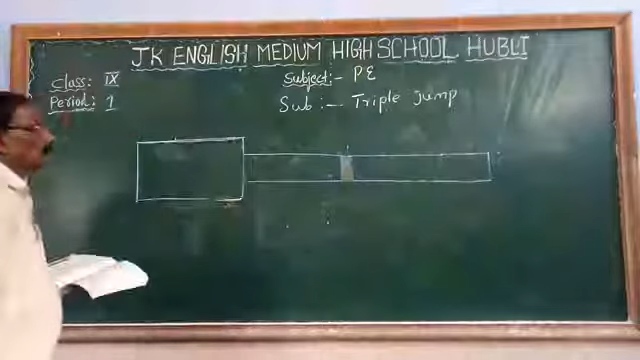 JK ENGLISH MEDIUM HIGH SCHOOL HUBLI
Class: IX
Subject:- PE
Period: 1
Sub:- Triple Jump